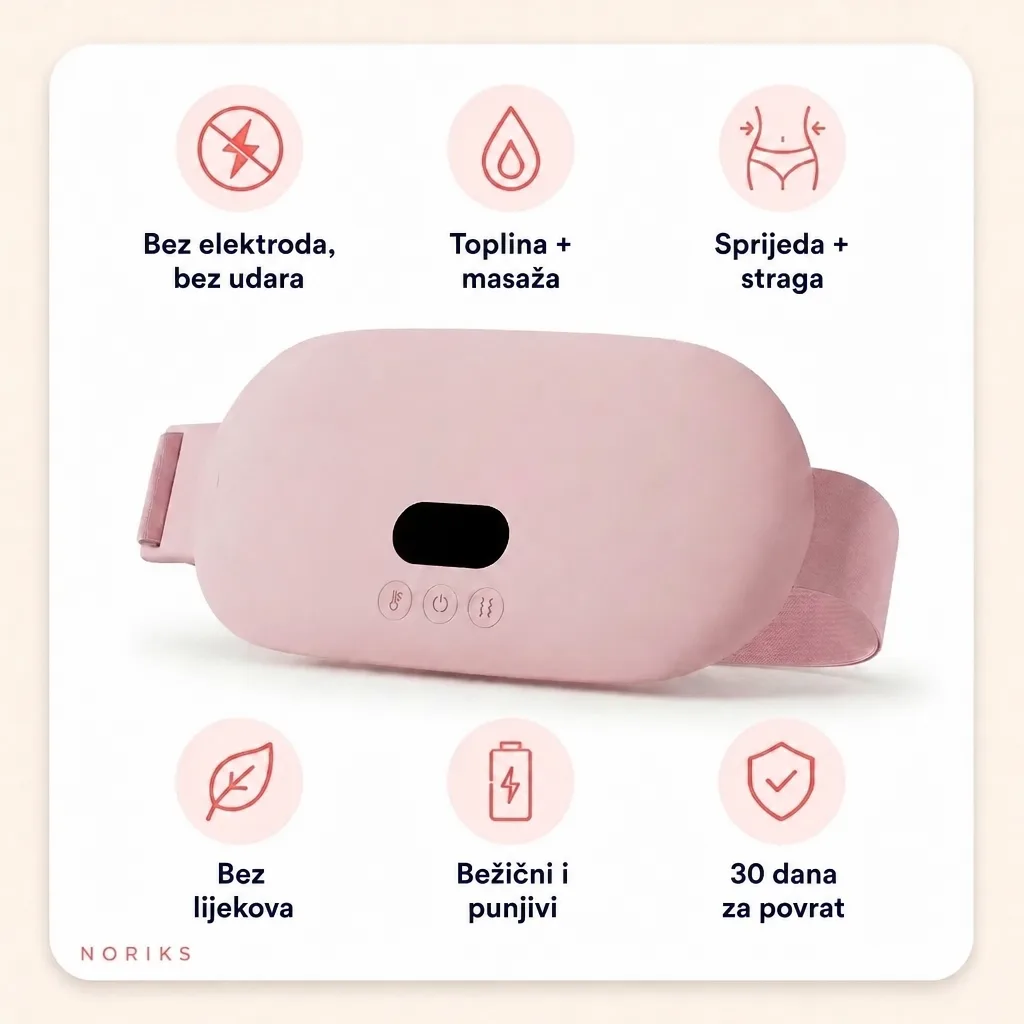 Bez elektroda,
bez udara
Toplina +
masaža
Sprijeda +
straga
Bez
lijekova
Bežični i
punjivi
30 dana
za povrat
NORIKS